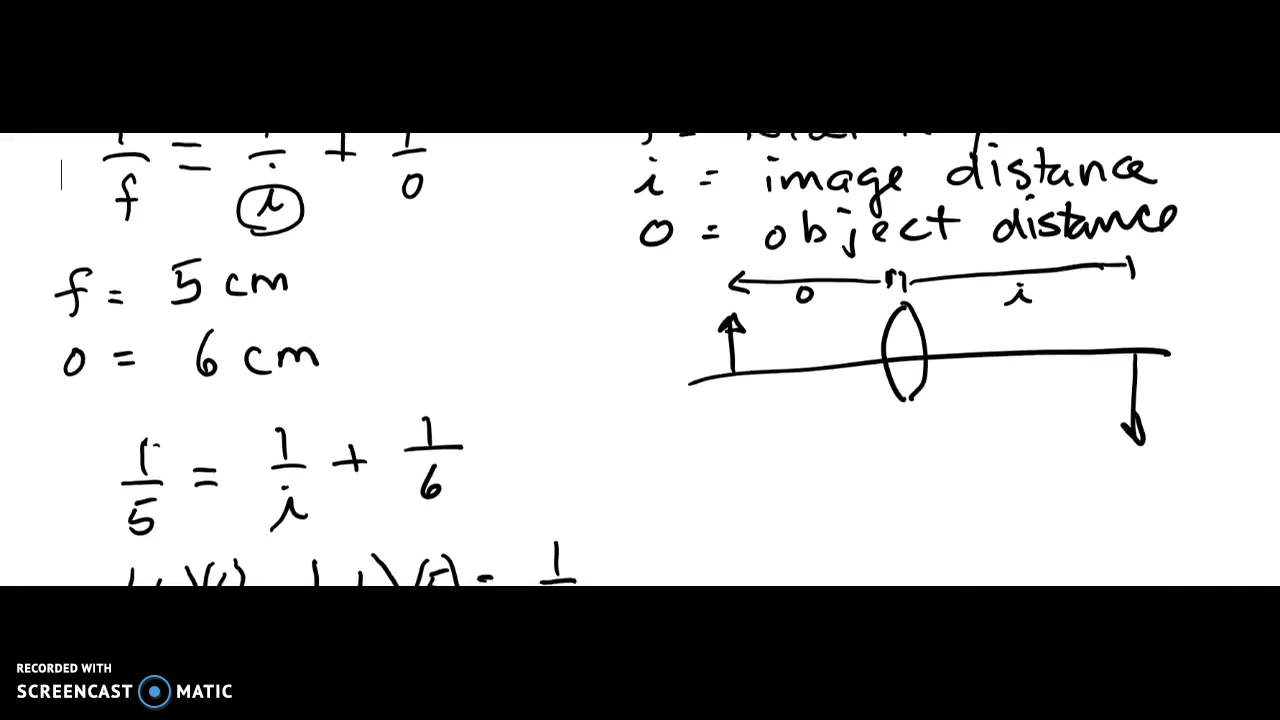 1/f = 1/i + 1/o
i = image distance
o = object distance
f = 5 cm
o = 6 cm
o
i
1/5 = 1/i + 1/6
RECORDED WITH
SCREENCAST MATIC